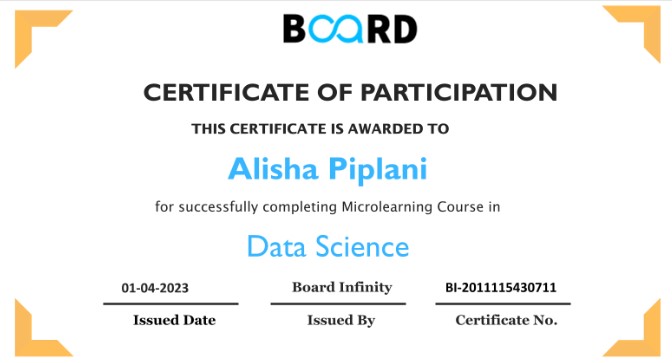 BOARD
CERTIFICATE OF PARTICIPATION
THIS CERTIFICATE IS AWARDED TO
Alisha Piplani
for successfully completing Microlearning Course in
Data Science
01-04-2023 Board Infinity BI-2011115430711
Issued Date Issued By Certificate No.